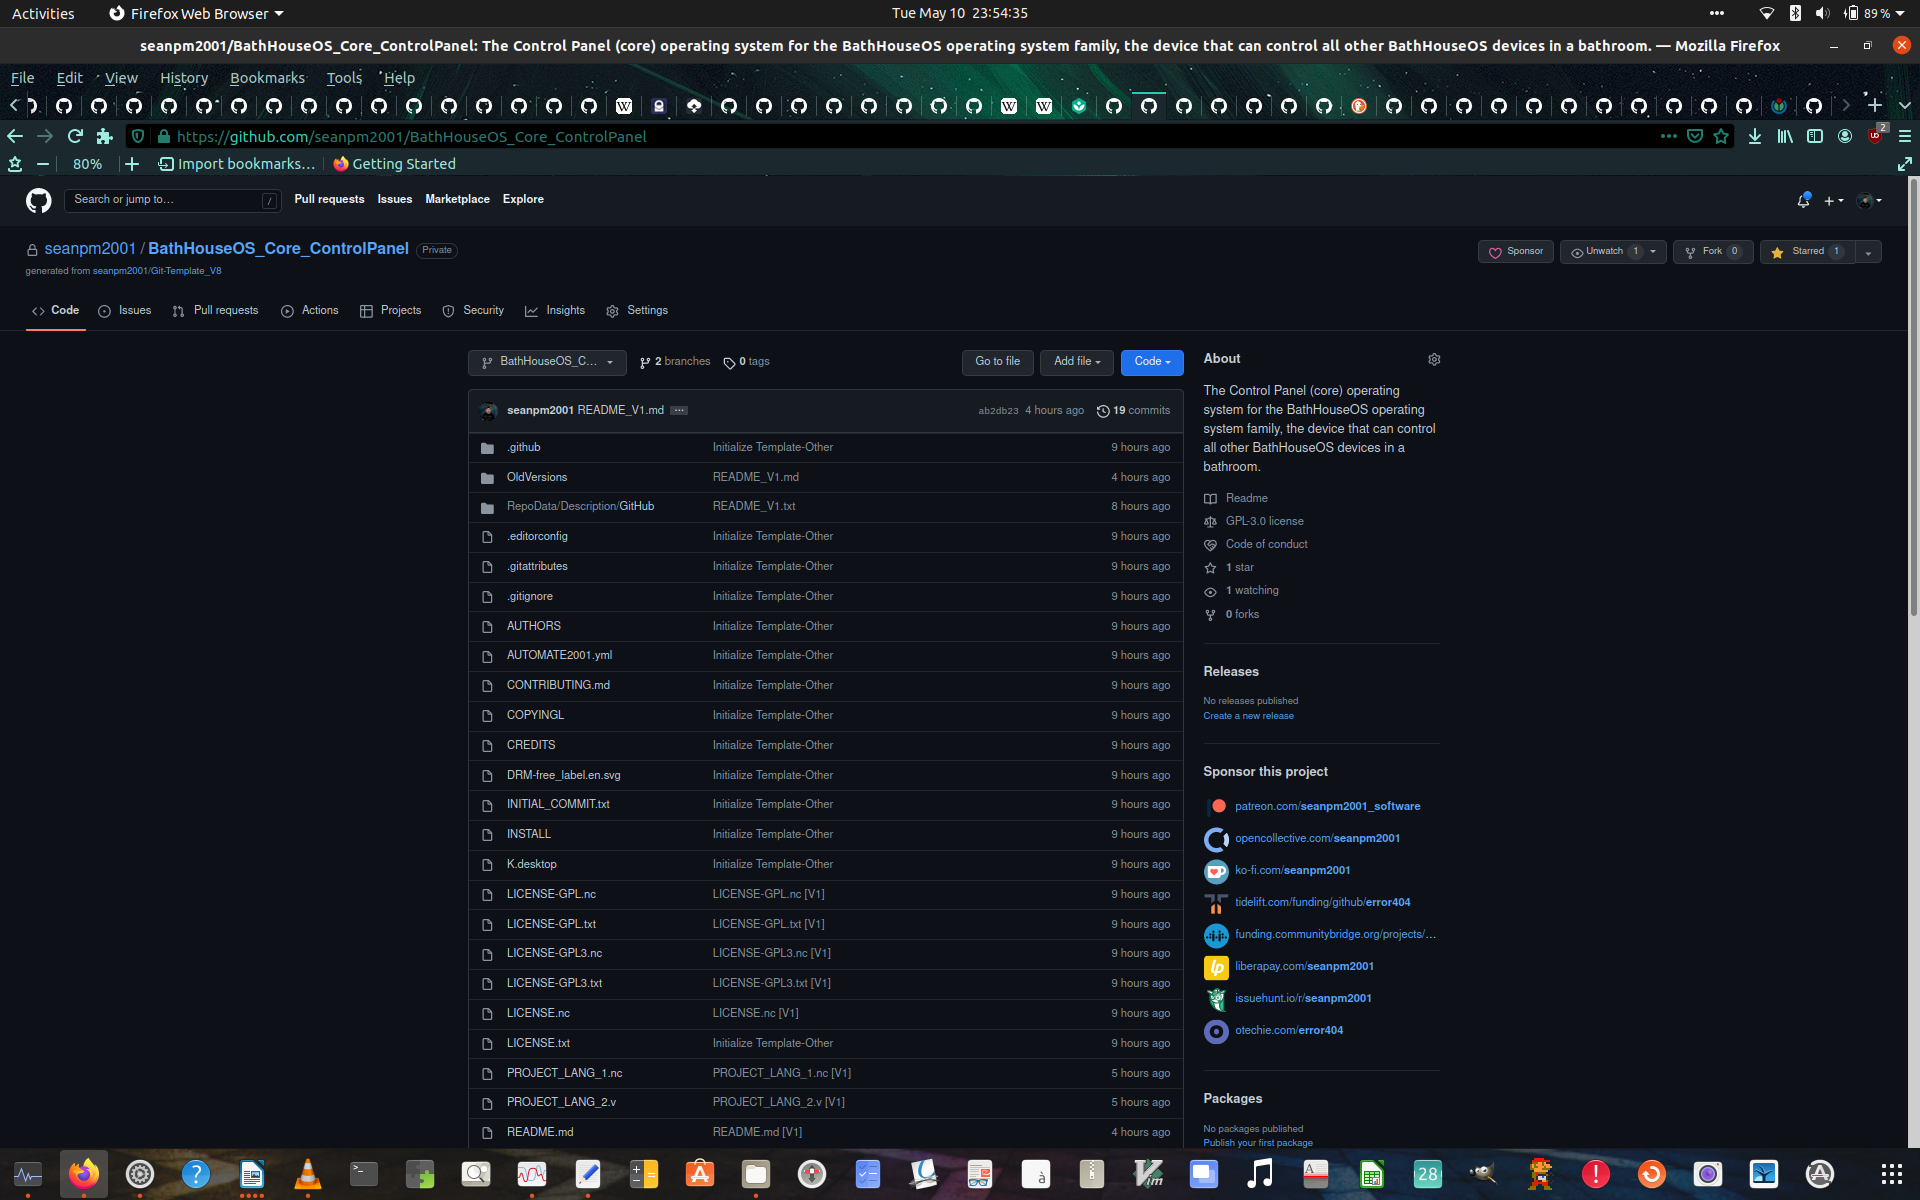 Activities Firefox Web Browser Tue May 10 23:54:35 89 %
seanpm2001/BathHouseOS_Core_ControlPanel: The Control Panel (core) operating system for the BathHouseOS operating system family, the device that can control all other BathHouseOS devices in a bathroom. — Mozilla Firefox
File Edit View History Bookmarks Tools Help
https://github.com/seanpm2001/BathHouseOS_Core_ControlPanel 2
80% Import bookmarks... Getting Started
Search or jump to... / Pull requests Issues Marketplace Explore
seanpm2001 / BathHouseOS_Core_ControlPanel Private Sponsor Unwatch 1 Fork 0 Starred 1
generated from seanpm2001/Git-Template_V8
Code Issues Pull requests Actions Projects Security Insights Settings
BathHouseOS_C... 2 branches 0 tags Go to file Add file Code
seanpm2001 README_V1.md ... ab2db23 4 hours ago 19 commits
.github Initialize Template-Other 9 hours ago
OldVersions README_V1.md 4 hours ago
RepoData/Description/GitHub README_V1.txt 8 hours ago
.editorconfig Initialize Template-Other 9 hours ago
.gitattributes Initialize Template-Other 9 hours ago
.gitignore Initialize Template-Other 9 hours ago
AUTHORS Initialize Template-Other 9 hours ago
AUTOMATE2001.yml Initialize Template-Other 9 hours ago
CONTRIBUTING.md Initialize Template-Other 9 hours ago
COPYINGL Initialize Template-Other 9 hours ago
CREDITS Initialize Template-Other 9 hours ago
DRM-free_label.en.svg Initialize Template-Other 9 hours ago
INITIAL_COMMIT.txt Initialize Template-Other 9 hours ago
INSTALL Initialize Template-Other 9 hours ago
K.desktop Initialize Template-Other 9 hours ago
LICENSE-GPL.nc LICENSE-GPL.nc [V1] 9 hours ago
LICENSE-GPL.txt LICENSE-GPL.txt [V1] 9 hours ago
LICENSE-GPL3.nc LICENSE-GPL3.nc [V1] 9 hours ago
LICENSE-GPL3.txt LICENSE-GPL3.txt [V1] 9 hours ago
LICENSE.nc LICENSE.nc [V1] 9 hours ago
LICENSE.txt Initialize Template-Other 9 hours ago
PROJECT_LANG_1.nc PROJECT_LANG_1.nc [V1] 5 hours ago
PROJECT_LANG_2.v PROJECT_LANG_2.v [V1] 5 hours ago
README.md README.md [V1] 4 hours ago
About
The Control Panel (core) operating
system for the BathHouseOS operating
system family, the device that can control
all other BathHouseOS devices in a
bathroom.
Readme
GPL-3.0 license
Code of conduct
1 star
1 watching
0 forks
Releases
No releases published
Create a new release
Sponsor this project
patreon.com/seanpm2001_software
opencollective.com/seanpm2001
ko-fi.com/seanpm2001
tidelift.com/funding/github/error404
funding.communitybridge.org/projects/...
liberapay.com/seanpm2001
issuehunt.io/r/seanpm2001
otechie.com/error404
Packages
No packages published
Publish your first package
28